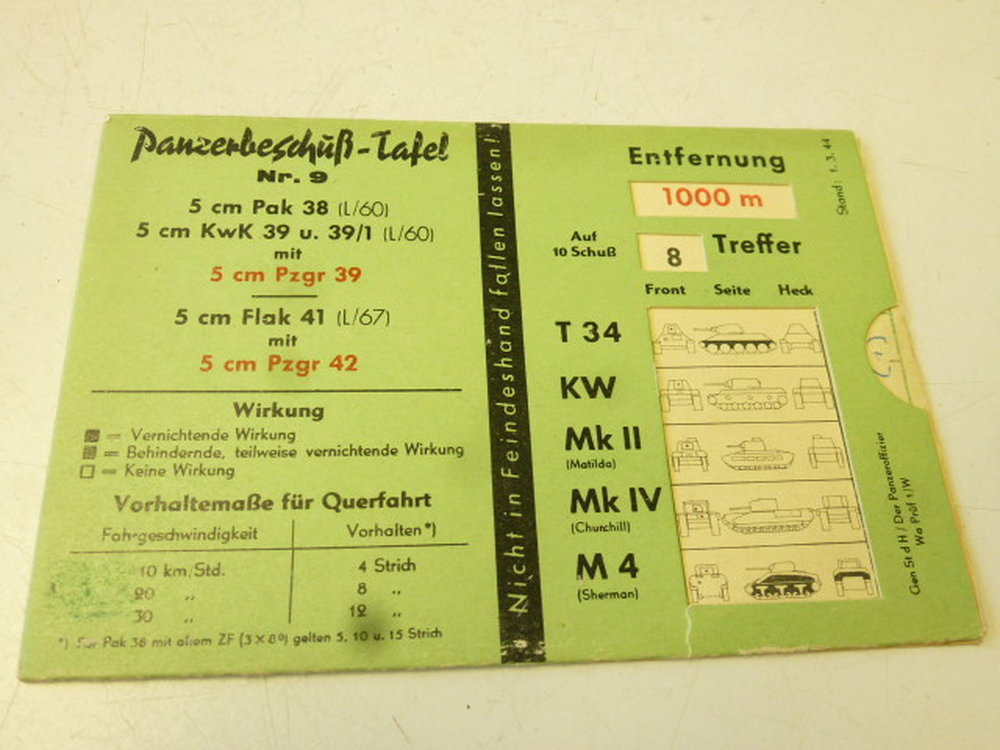 Panzerbeschuß-Tafel
Nr. 9
5 cm Pak 38 (L/60)
5 cm KwK 39 u. 39/1 (L/60)
mit
5 cm Pzgr 39
5 cm Flak 41 (L/67)
mit
5 cm Pzgr 42
Wirkung
= Vernichtende Wirkung
= Behindernde, teilweise vernichtende Wirkung
= Keine Wirkung
Vorhaltemaße für Querfahrt
Fahrgeschwindigkeit Vorhalten*)
10 km/Std. 4 Strich
20 „ 8 „
30 „ 12 „
*) Für Pak 38 mit altem ZF (3×8°) gelten 5, 10 u. 15 Strich
Nicht in Feindeshand fallen lassen!
Entfernung
1000 m
Auf
10 Schuß
8 Treffer
Front Seite Heck
T 34
KW
Mk II
(Matilda)
Mk IV
(Churchill)
M 4
(Sherman)
Stand: 1. 3. 44
Gen St d H / Der Panzeroffizier
Wa Prüf 1/W